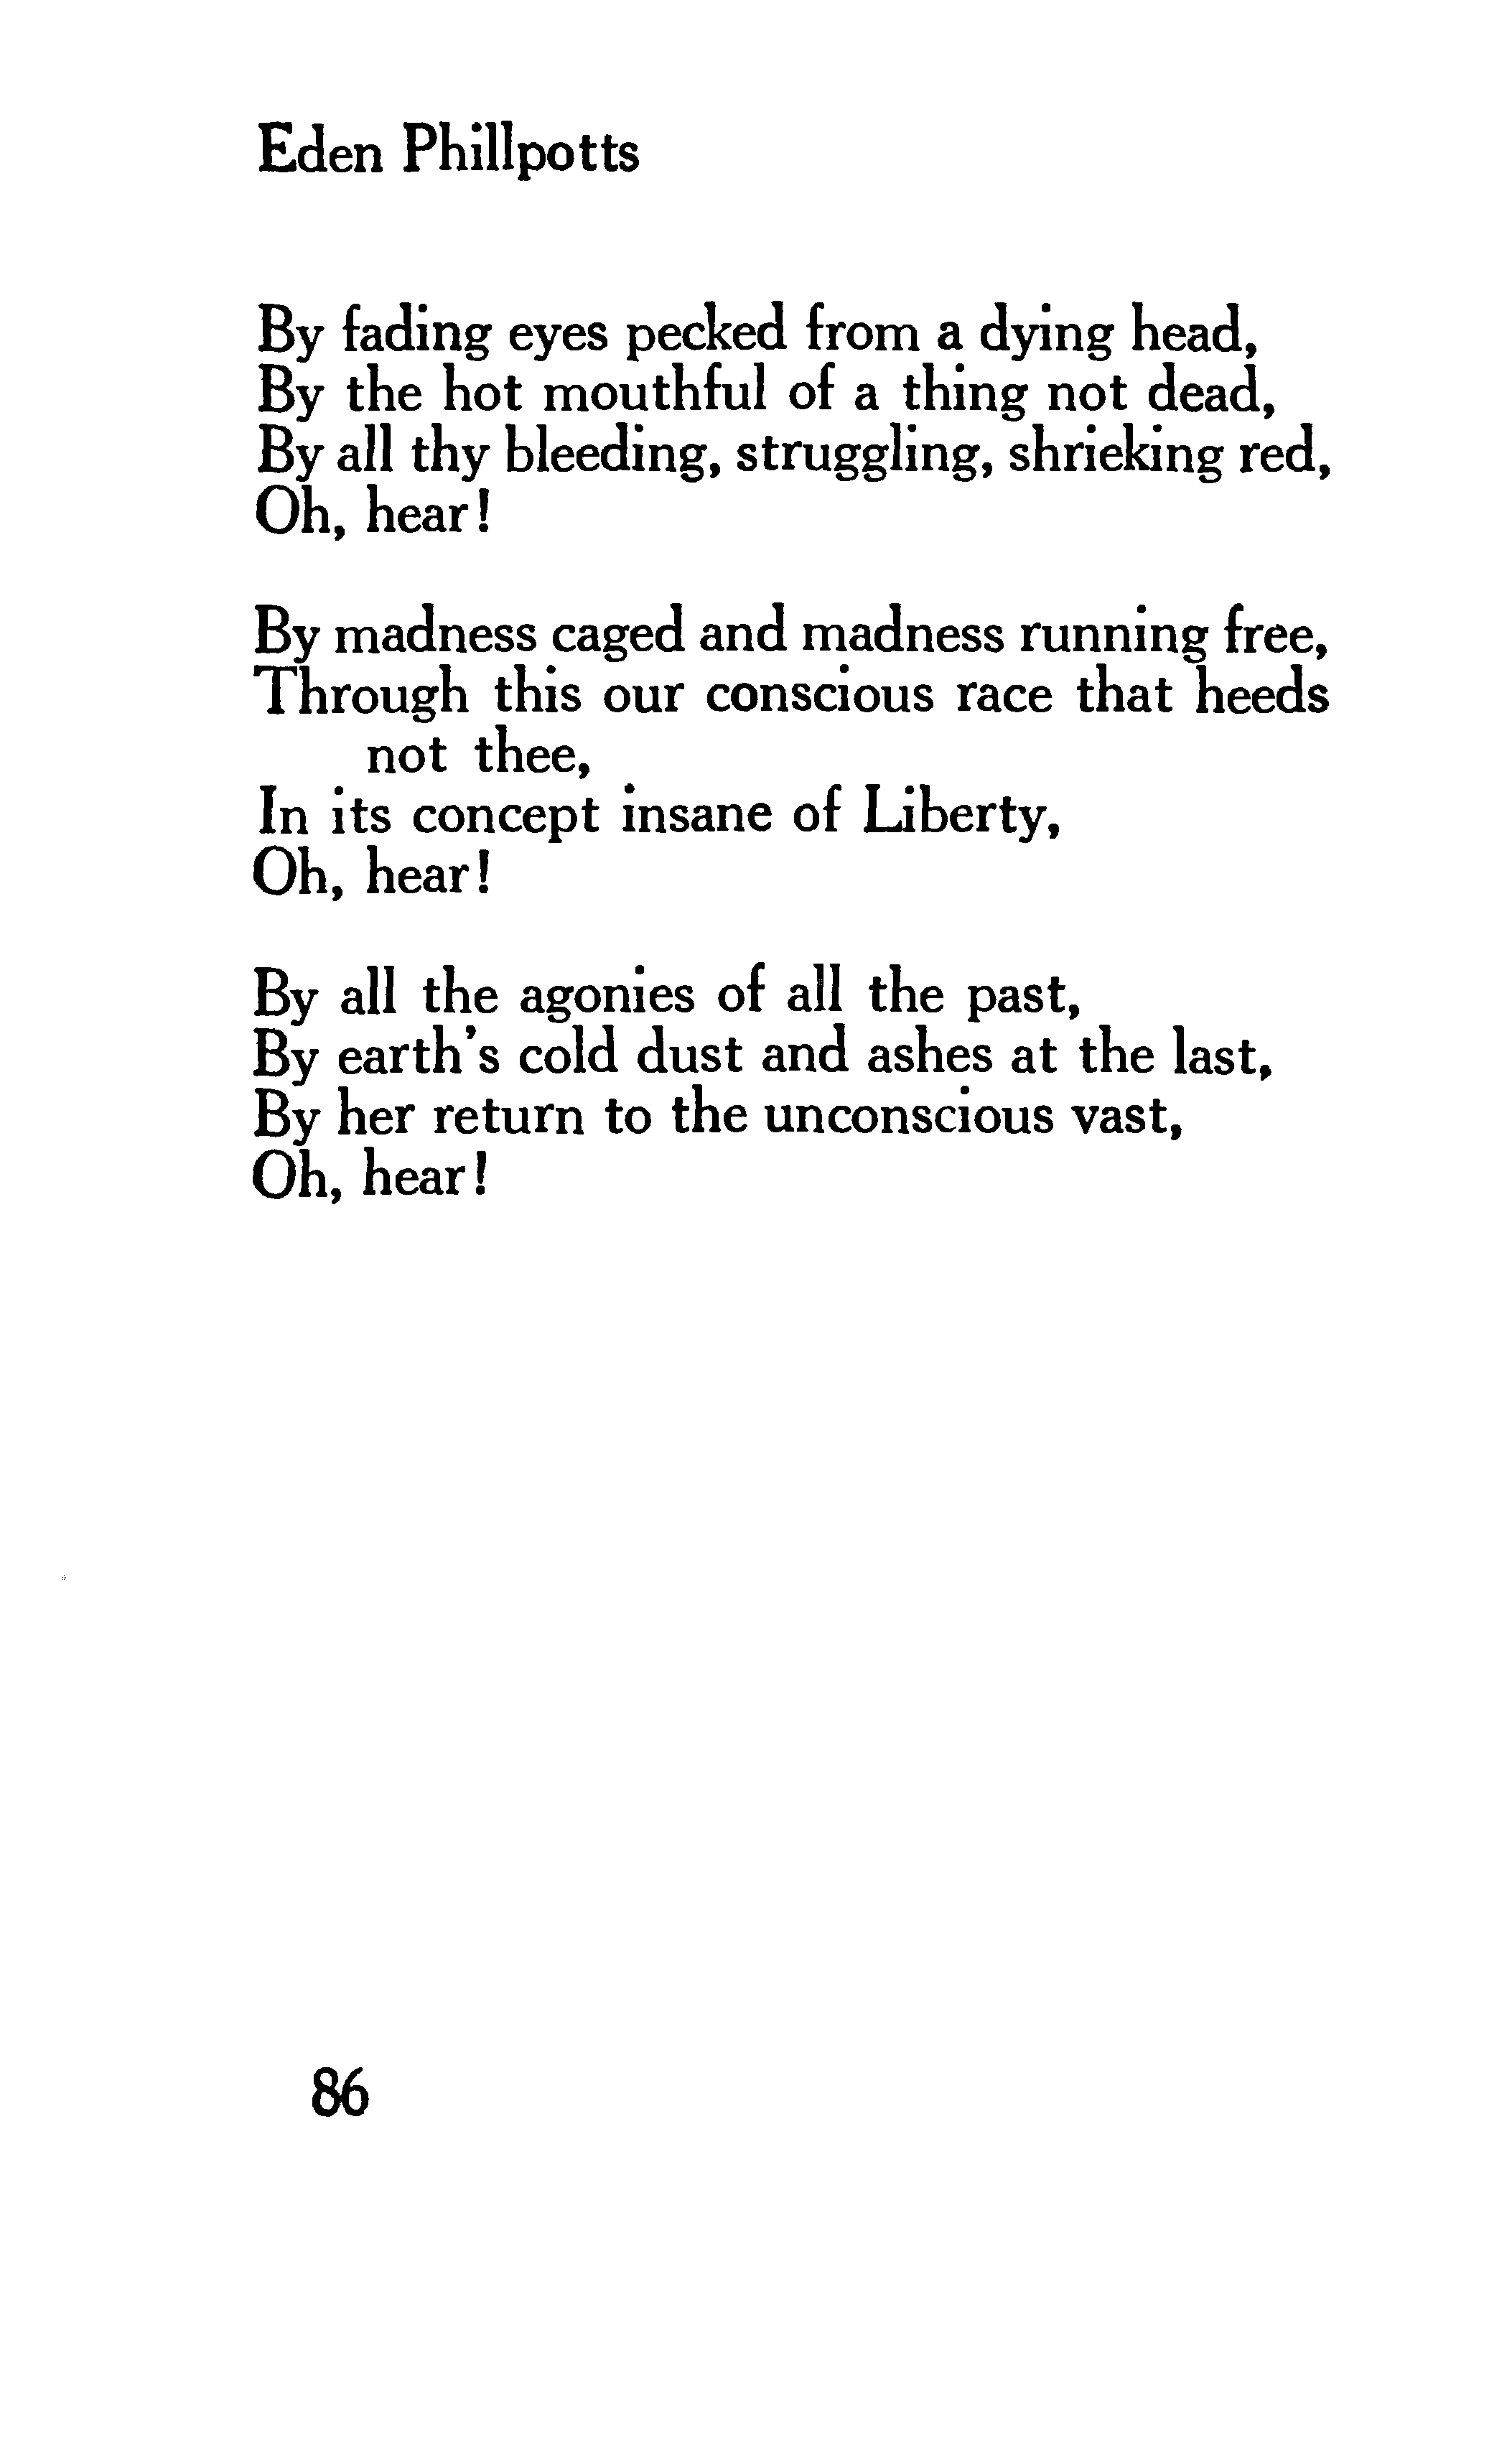 Eden Phillpotts
By fading eyes pecked from a dying head,
By the hot mouthful of a thing not dead,
By all thy bleeding, struggling, shrieking red,
Oh, hear!
By madness caged and madness running free,
Through this our conscious race that heeds
not thee,
In its concept insane of Liberty,
Oh, hear!
By all the agonies of all the past,
By earth's cold dust and ashes at the last,
By her return to the unconscious vast,
Oh, hear!
86